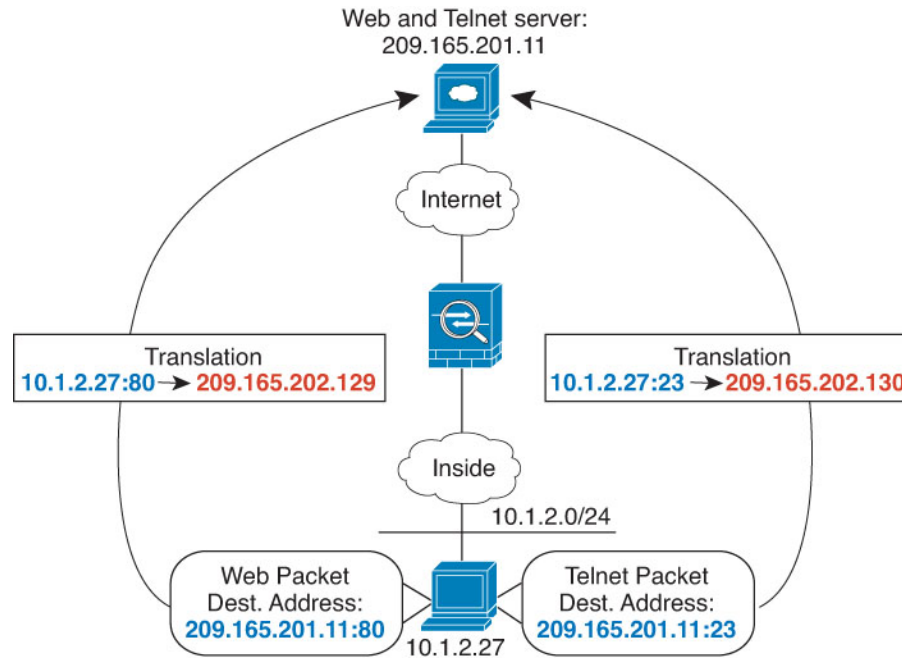 Web and Telnet server:
209.165.201.11
Internet
Translation
10.1.2.27:80 → 209.165.202.129
Translation
10.1.2.27:23 → 209.165.202.130
Inside
10.1.2.0/24
Web Packet
Dest. Address:
209.165.201.11:80
Telnet Packet
Dest. Address:
209.165.201.11:23
10.1.2.27